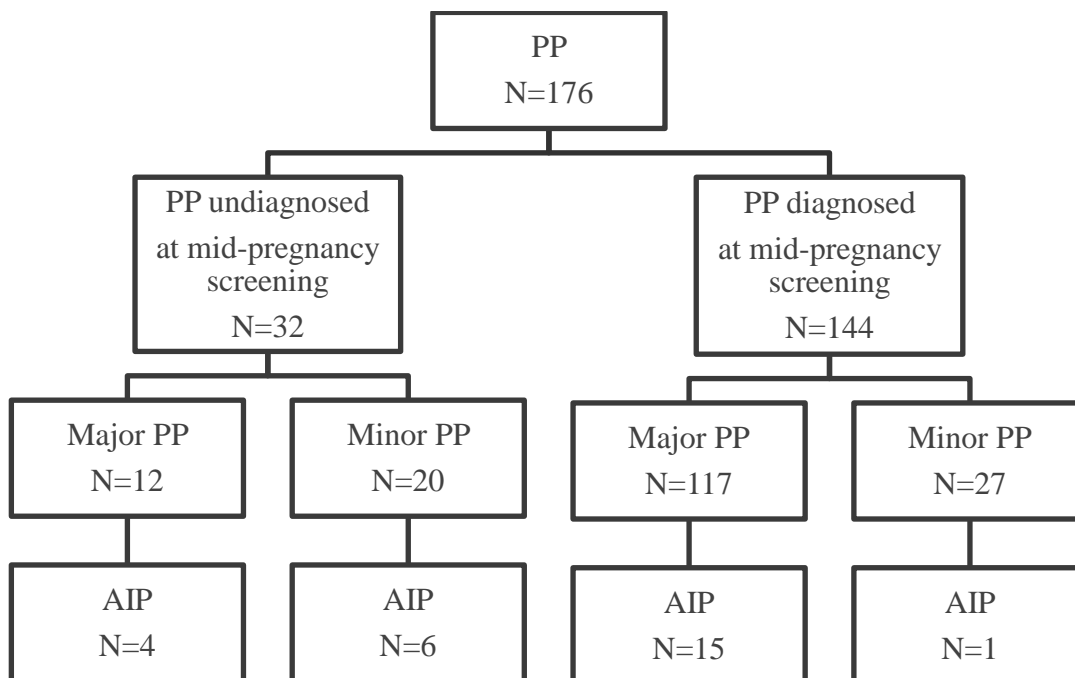 PP
N=176
PP undiagnosed
at mid-pregnancy
screening
N=32
PP diagnosed
at mid-pregnancy
screening
N=144
Major PP
N=12
Minor PP
N=20
Major PP
N=117
Minor PP
N=27
AIP
N=4
AIP
N=6
AIP
N=15
AIP
N=1